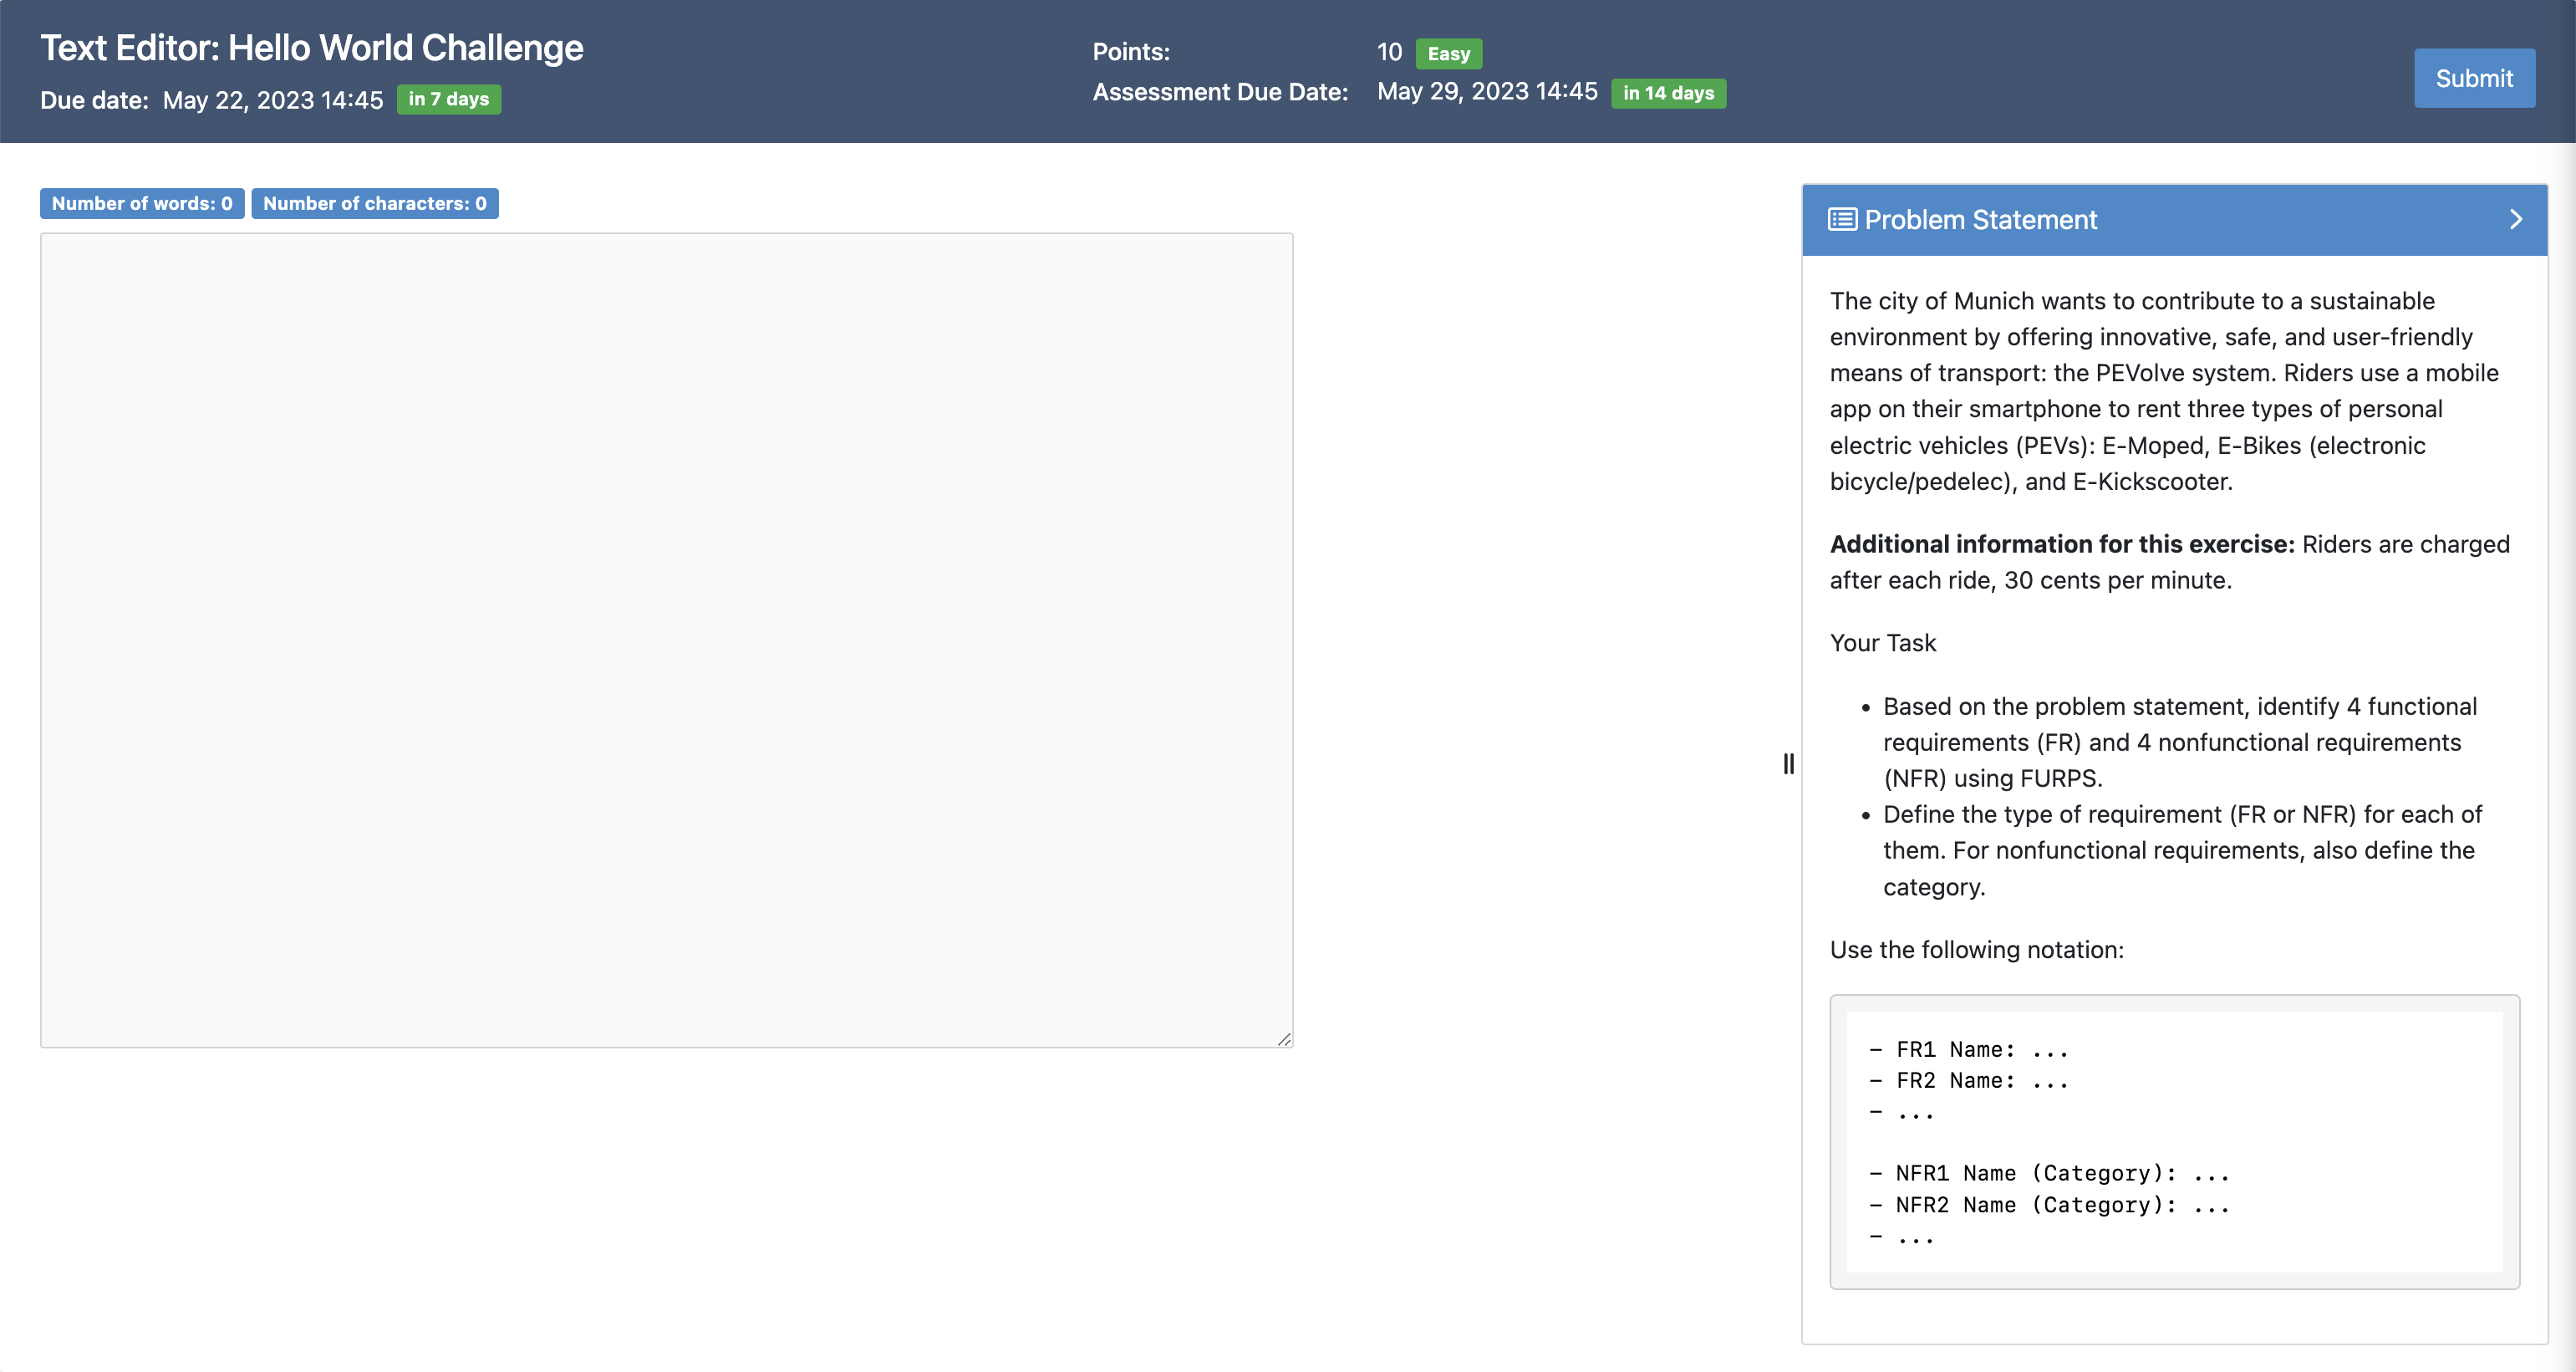 Text Editor: Hello World Challenge
Due date: May 22, 2023 14:45 in 7 days
Points: 10 Easy
Assessment Due Date: May 29, 2023 14:45 in 14 days
Submit
Number of words: 0 Number of characters: 0
Problem Statement
The city of Munich wants to contribute to a sustainable
environment by offering innovative, safe, and user-friendly
means of transport: the PEVolve system. Riders use a mobile
app on their smartphone to rent three types of personal
electric vehicles (PEVs): E-Moped, E-Bikes (electronic
bicycle/pedelec), and E-Kickscooter.
Additional information for this exercise: Riders are charged
after each ride, 30 cents per minute.
Your Task
• Based on the problem statement, identify 4 functional
requirements (FR) and 4 nonfunctional requirements
(NFR) using FURPS.
• Define the type of requirement (FR or NFR) for each of
them. For nonfunctional requirements, also define the
category.
Use the following notation:
– FR1 Name: ...
– FR2 Name: ...
– ...
– NFR1 Name (Category): ...
– NFR2 Name (Category): ...
– ...